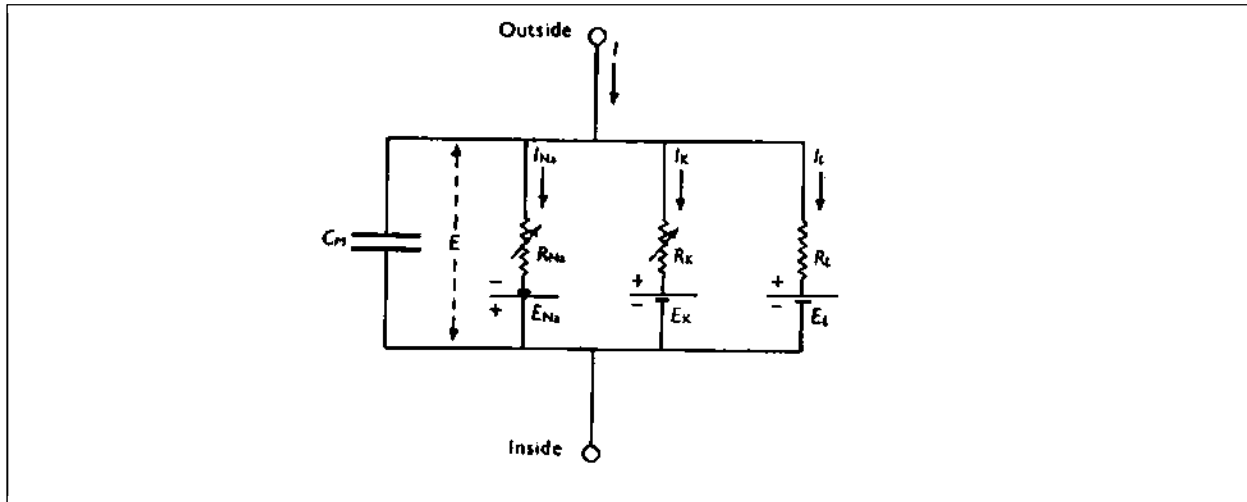 Outside
I
I_Na I_K I_l
C_M E R_Na R_K R_l
− + +
+ E_Na − E_K − E_l
Inside